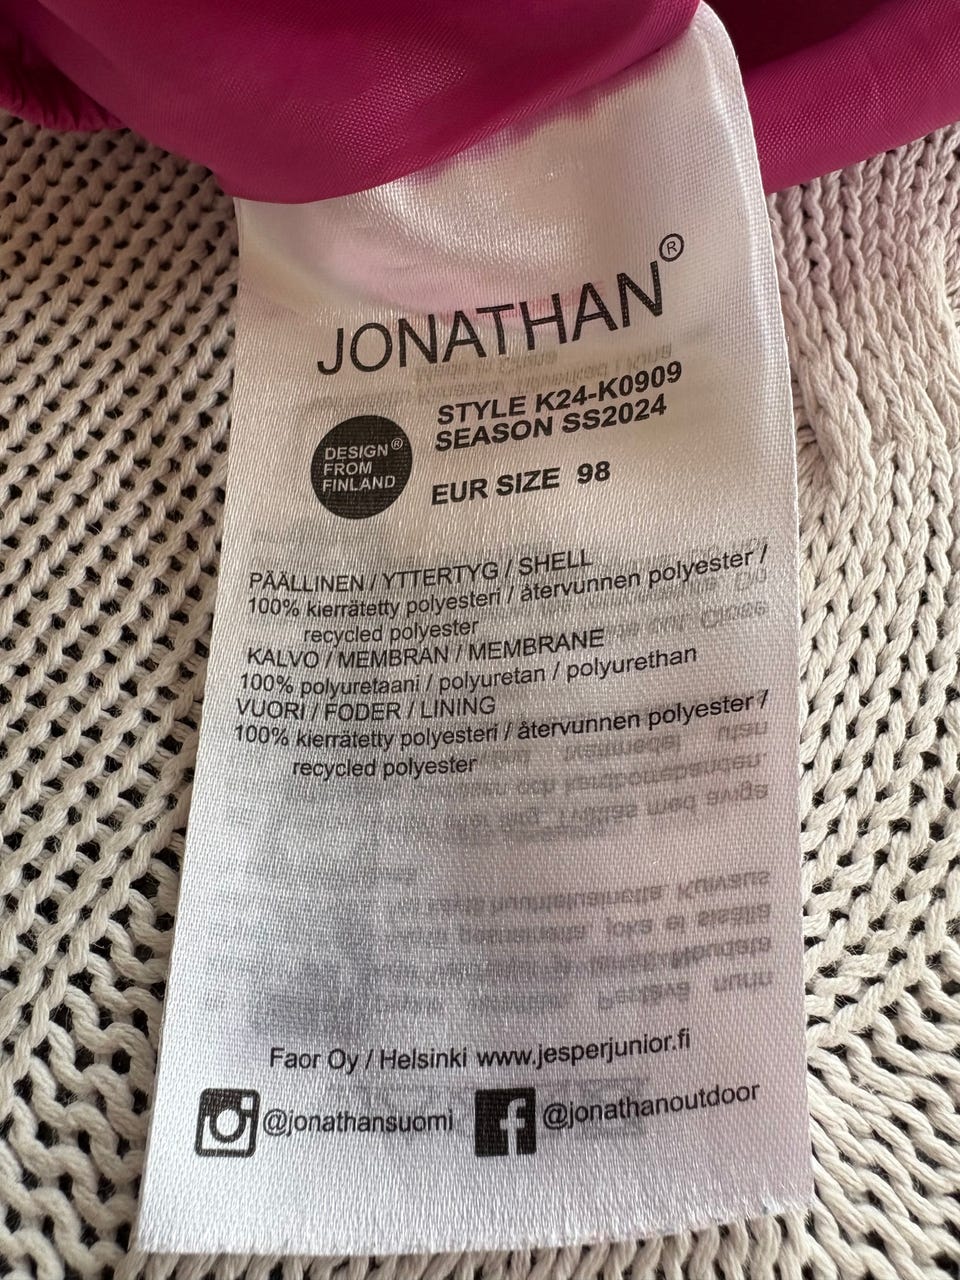 JONATHAN®
STYLE K24-K0909
SEASON SS2024
DESIGN®
FROM
FINLAND
EUR SIZE 98
PÄÄLLINEN / YTTERTYG / SHELL
100% kierrätetty polyesteri / återvunnen polyester /
recycled polyester
KALVO / MEMBRAN / MEMBRANE
100% polyuretaani / polyuretan / polyurethan
VUORI / FODER / LINING
100% kierrätetty polyesteri / återvunnen polyester /
recycled polyester
Faor Oy / Helsinki www.jesperjunior.fi
@jonathansuomi @jonathanoutdoor